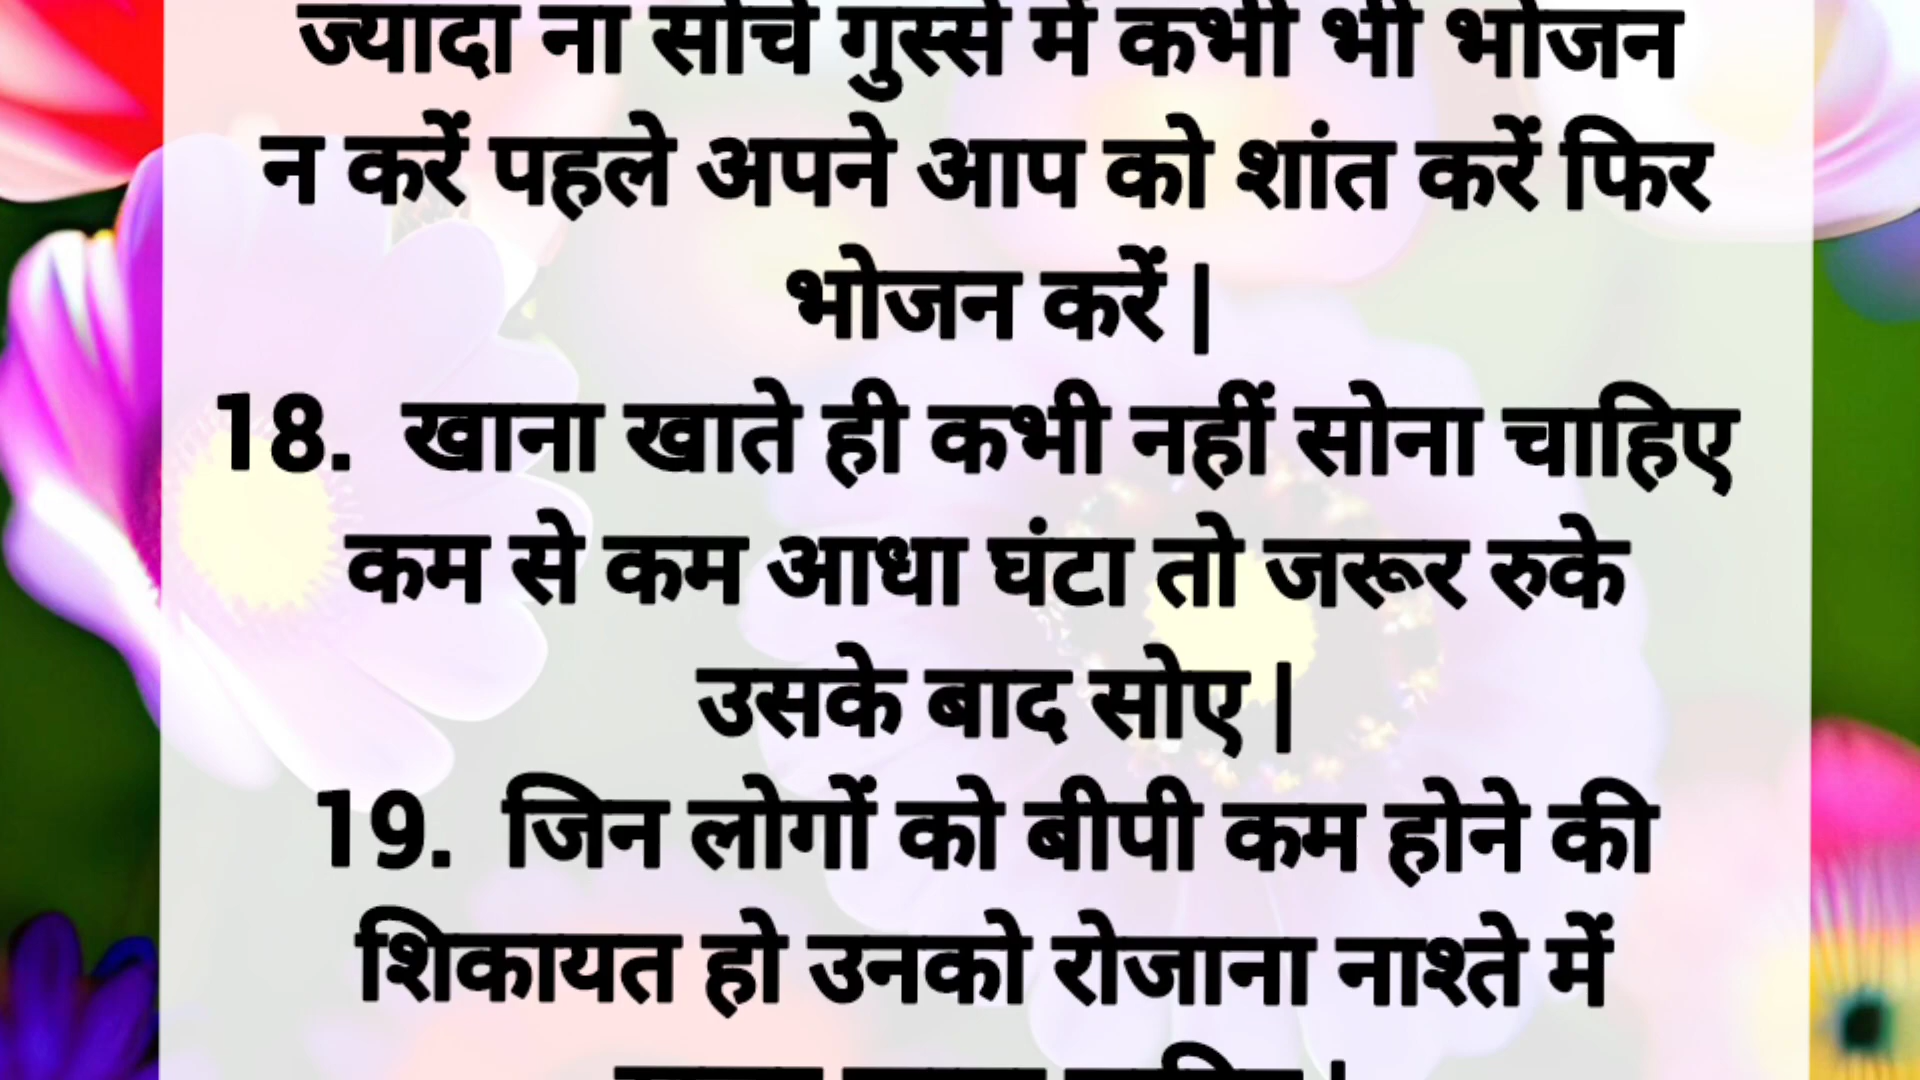 ज्यादा ना सोचे गुस्से में कभी भी भोजन
न करें पहले अपने आप को शांत करें फिर
भोजन करें |
18. खाना खाते ही कभी नहीं सोना चाहिए
कम से कम आधा घंटा तो जरूर रुके
उसके बाद सोए |
19. जिन लोगों को बीपी कम होने की
शिकायत हो उनको रोजाना नाश्ते में